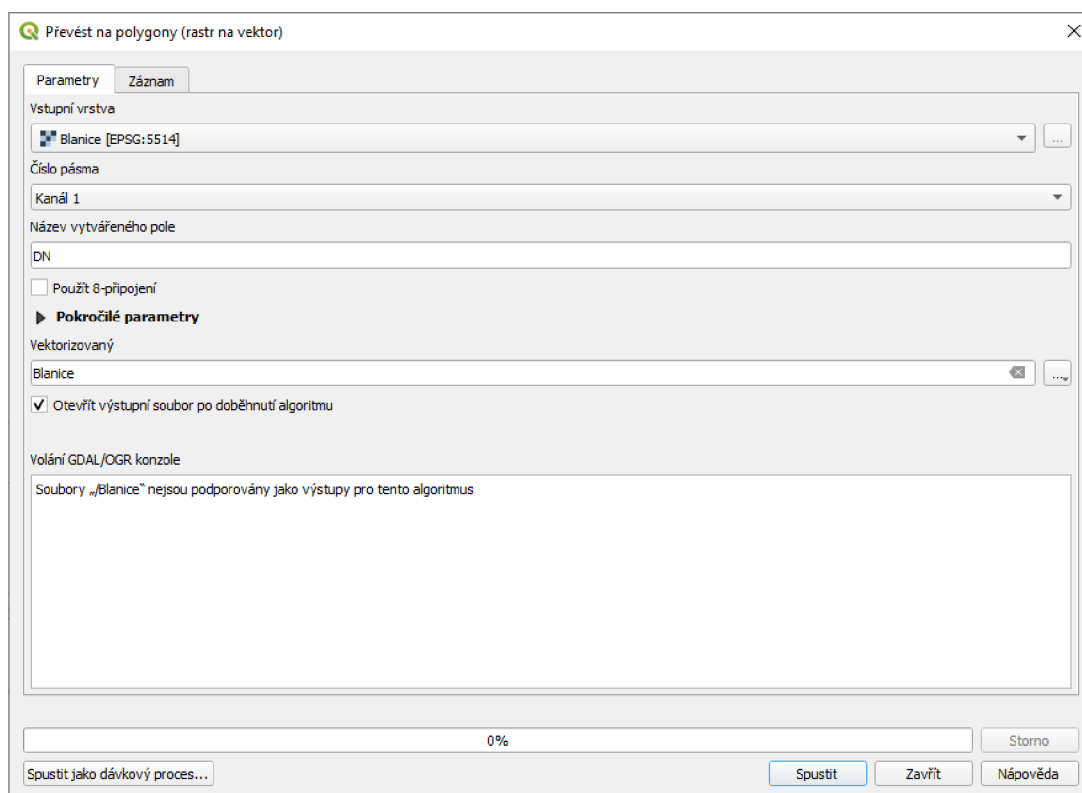 Převést na polygony (rastr na vektor)
Parametry
Záznam
Vstupní vrstva
Blanice [EPSG:5514]
...
Číslo pásma
Kanál 1
Název vytvářeného pole
DN
Použít 8-připojení
Pokročilé parametry
Vektorizovaný
Blanice
...
Otevřít výstupní soubor po doběhnutí algoritmu
Volání GDAL/OGR konzole
Soubory „/Blanice“ nejsou podporovány jako výstupy pro tento algoritmus
0%
Storno
Spustit jako dávkový proces...
Spustit
Zavřít
Nápověda